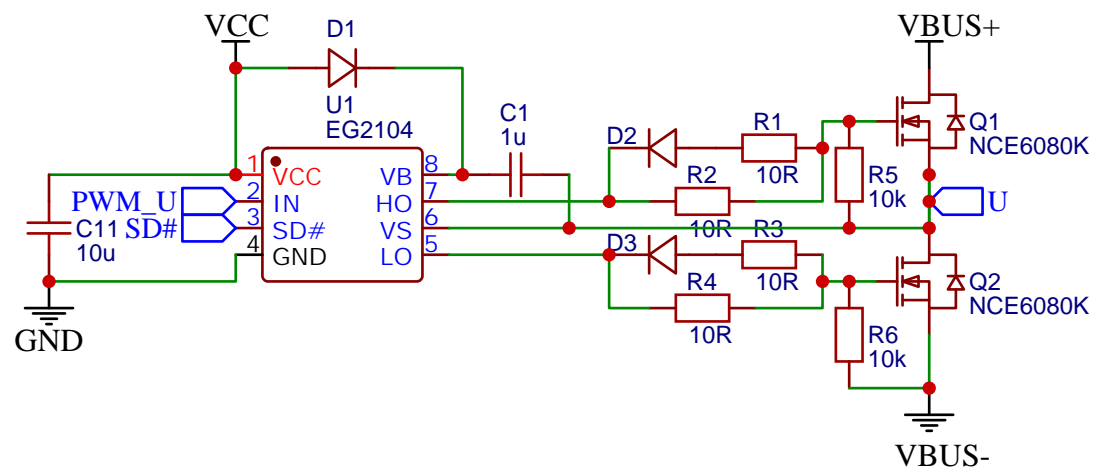 VCC
D1
VBUS+
U1
EG2104
C1
1u
D2
R1
10R
Q1
NCE6080K
1
VCC
VB
8
PWM_U
2
IN
HO
7
R2
10R
R5
10k
U
C11
10u
SD#
3
SD#
VS
6
4
GND
LO
5
D3
R3
10R
R4
10R
Q2
NCE6080K
GND
R6
10k
VBUS-